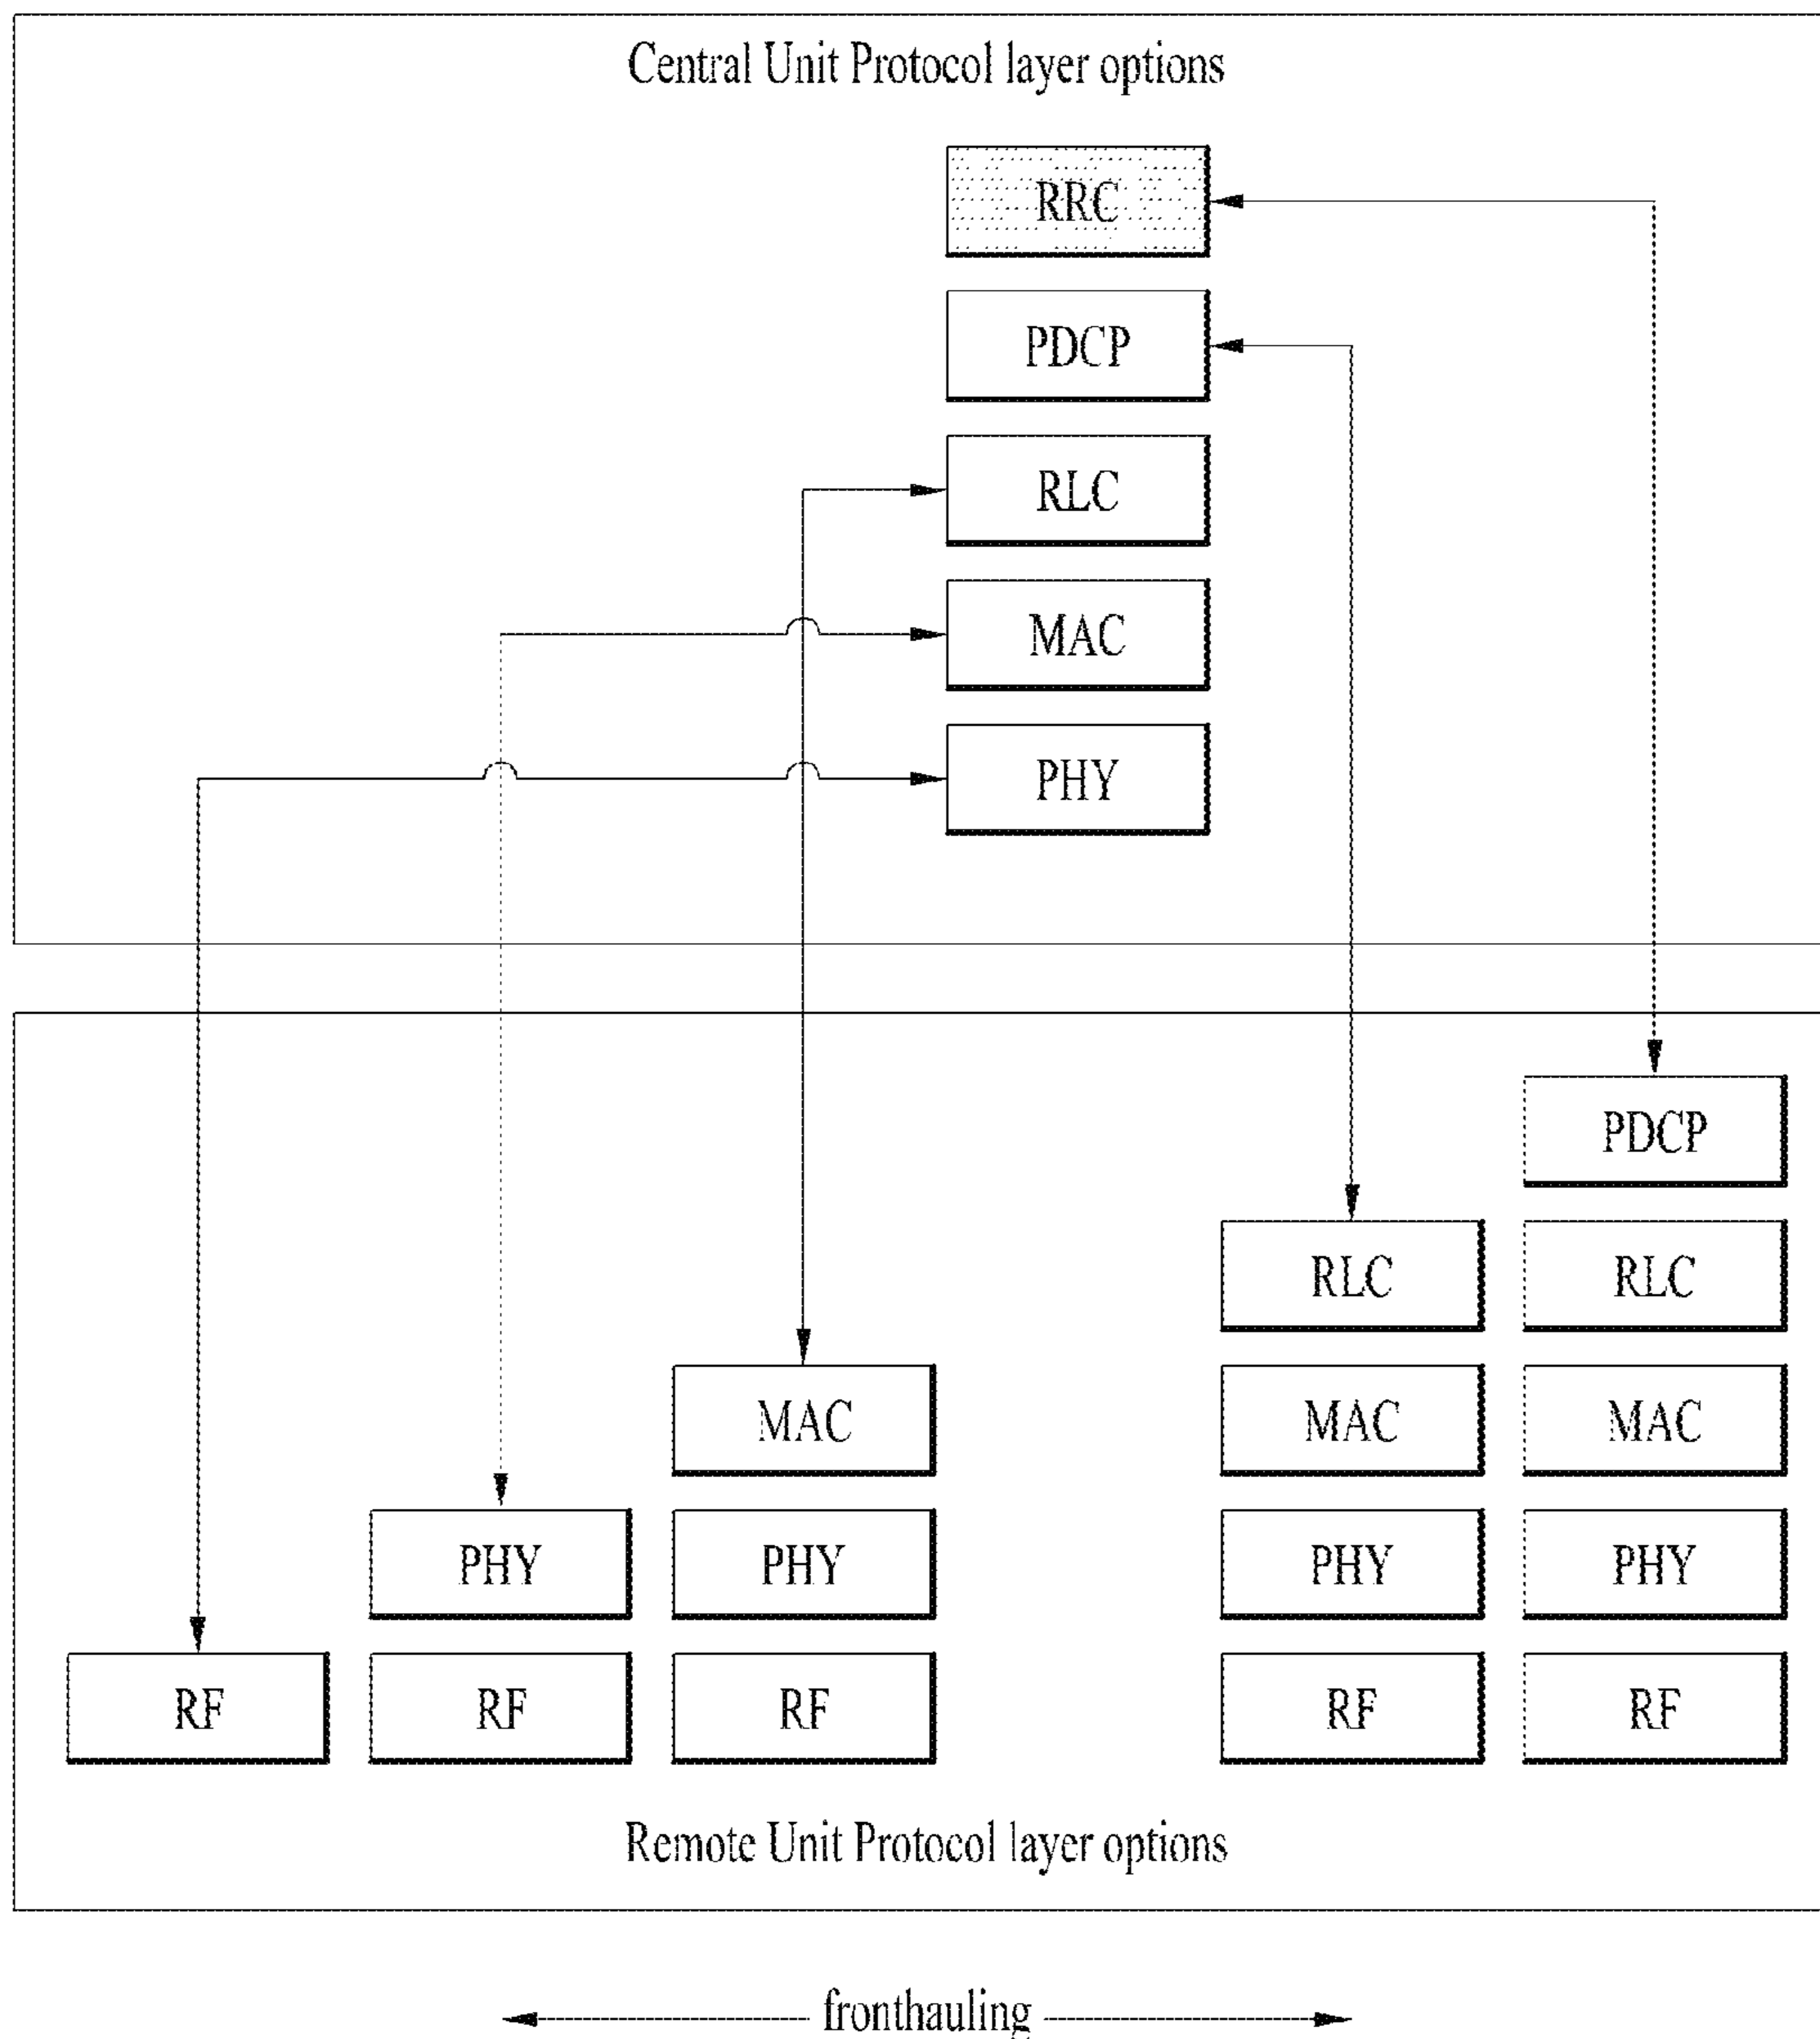 Central Unit Protocol layer options
RRC
PDCP
RLC
MAC
PHY
PDCP
RLC RLC
MAC MAC MAC
PHY PHY PHY PHY
RF RF RF RF RF
Remote Unit Protocol layer options
fronthauling